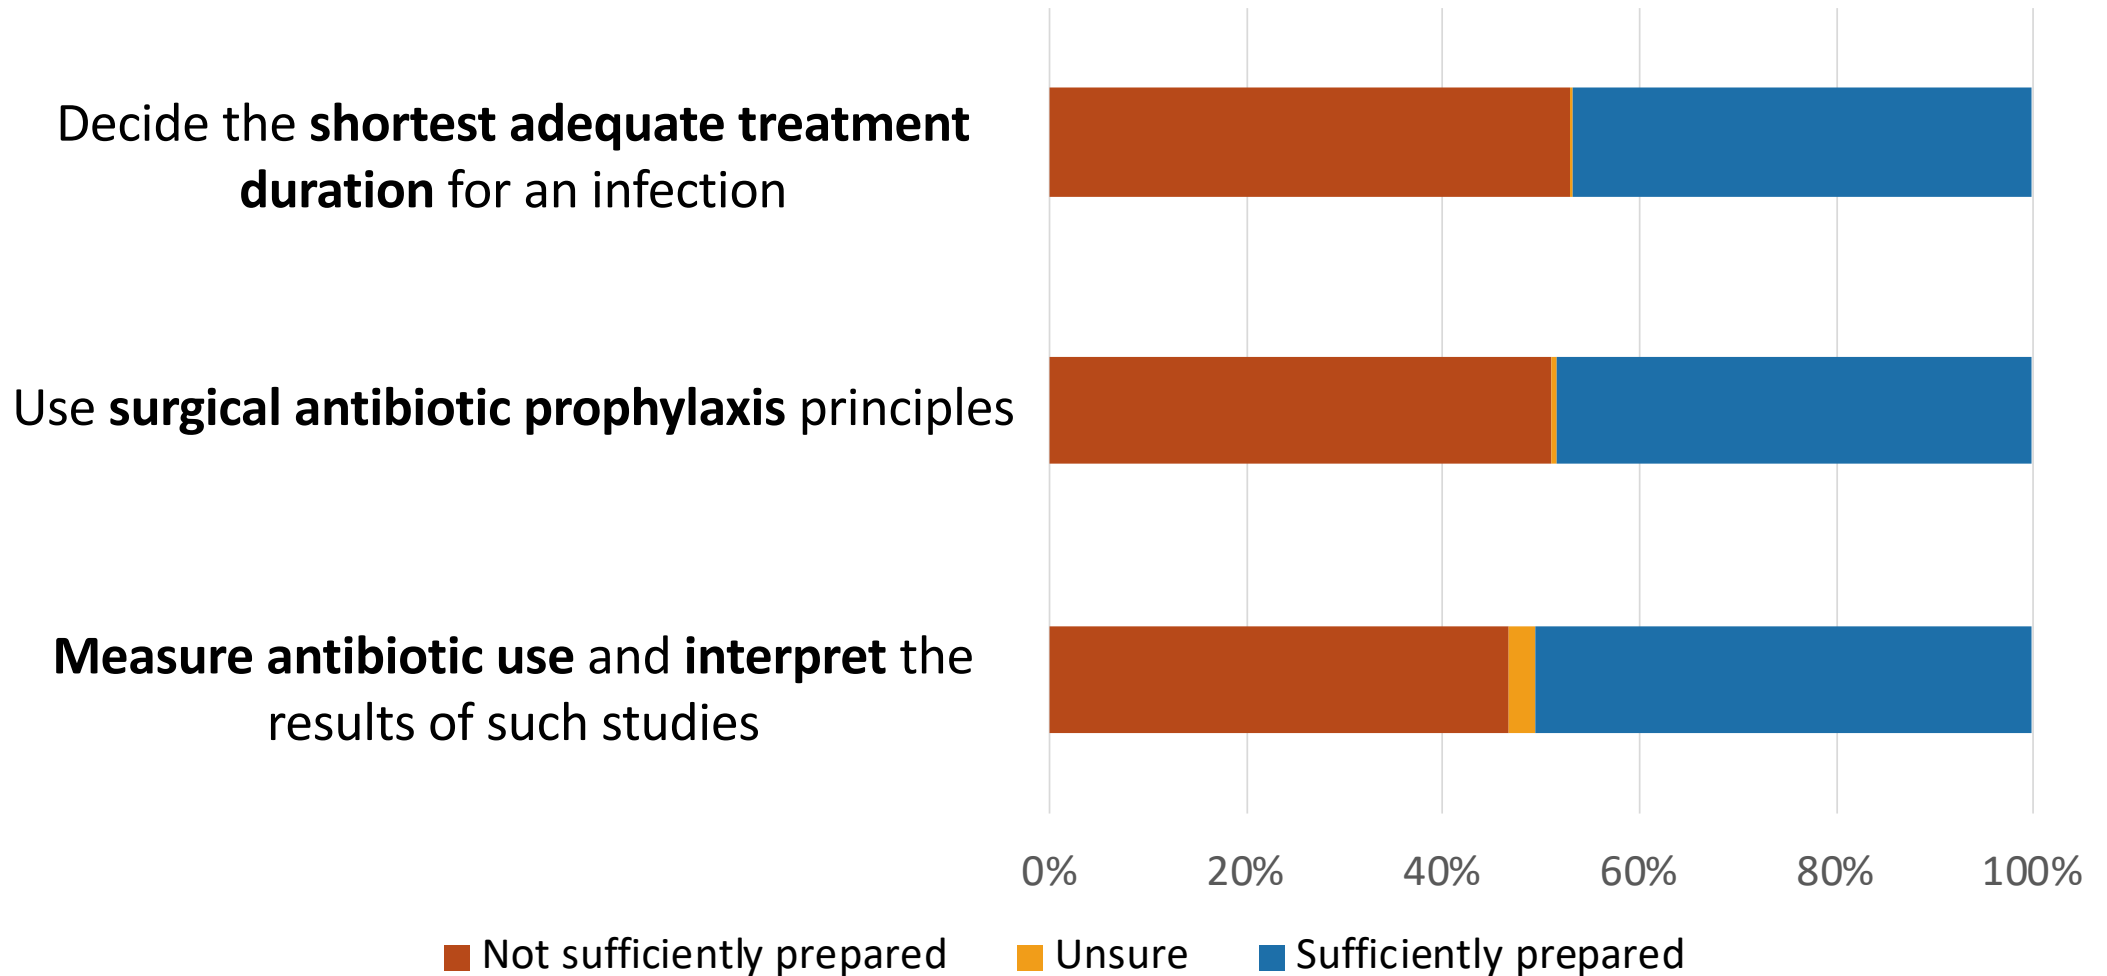 Decide the shortest adequate treatment
duration for an infection
Use surgical antibiotic prophylaxis principles
Measure antibiotic use and interpret the
results of such studies
0% 20% 40% 60% 80% 100%
Not sufficiently prepared Unsure Sufficiently prepared